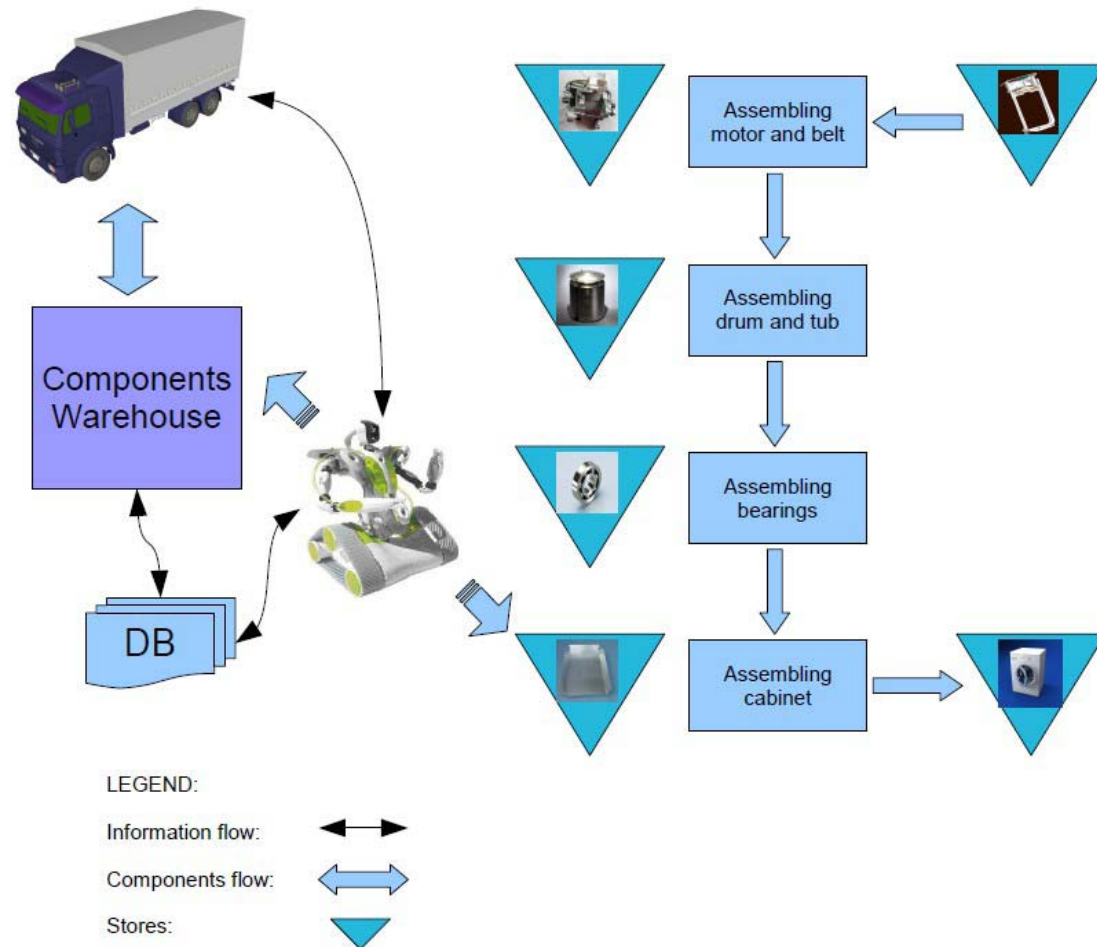 Assembling
motor and belt
Assembling
drum and tub
Components
Warehouse
Assembling
bearings
DB
Assembling
cabinet
LEGEND:
Information flow:
Components flow:
Stores: